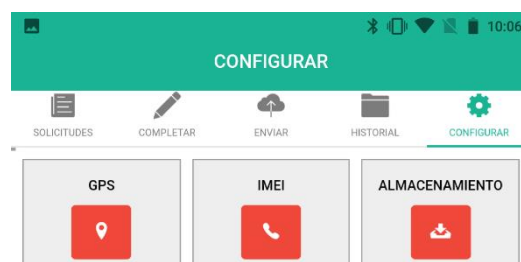 10:06
CONFIGURAR
SOLICITUDES COMPLETAR ENVIAR HISTORIAL CONFIGURAR
GPS IMEI ALMACENAMIENTO